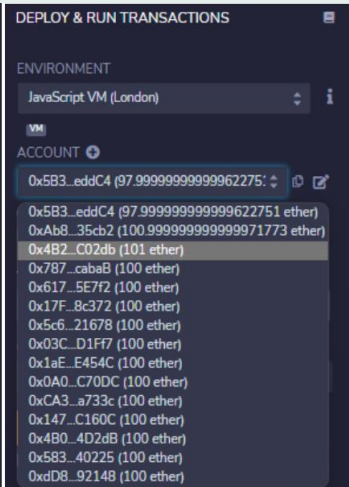 DEPLOY & RUN TRANSACTIONS
ENVIRONMENT
JavaScript VM (London)
VM
ACCOUNT
0x5B3...eddC4 (97.99999999999962275:
0x5B3...eddC4 (97.999999999999622751 ether)
0xAb8...35cb2 (100.999999999999971773 ether)
0x4B2...C02db (101 ether)
0x787...cabaB (100 ether)
0x617...5E7f2 (100 ether)
0x17F...8c372 (100 ether)
0x5c6...21678 (100 ether)
0x03C...D1Ff7 (100 ether)
0x1aE...E454C (100 ether)
0x0A0...C70DC (100 ether)
0xCA3...a733c (100 ether)
0x147...C160C (100 ether)
0x4B0...4D2dB (100 ether)
0x583...40225 (100 ether)
0xdD8...92148 (100 ether)